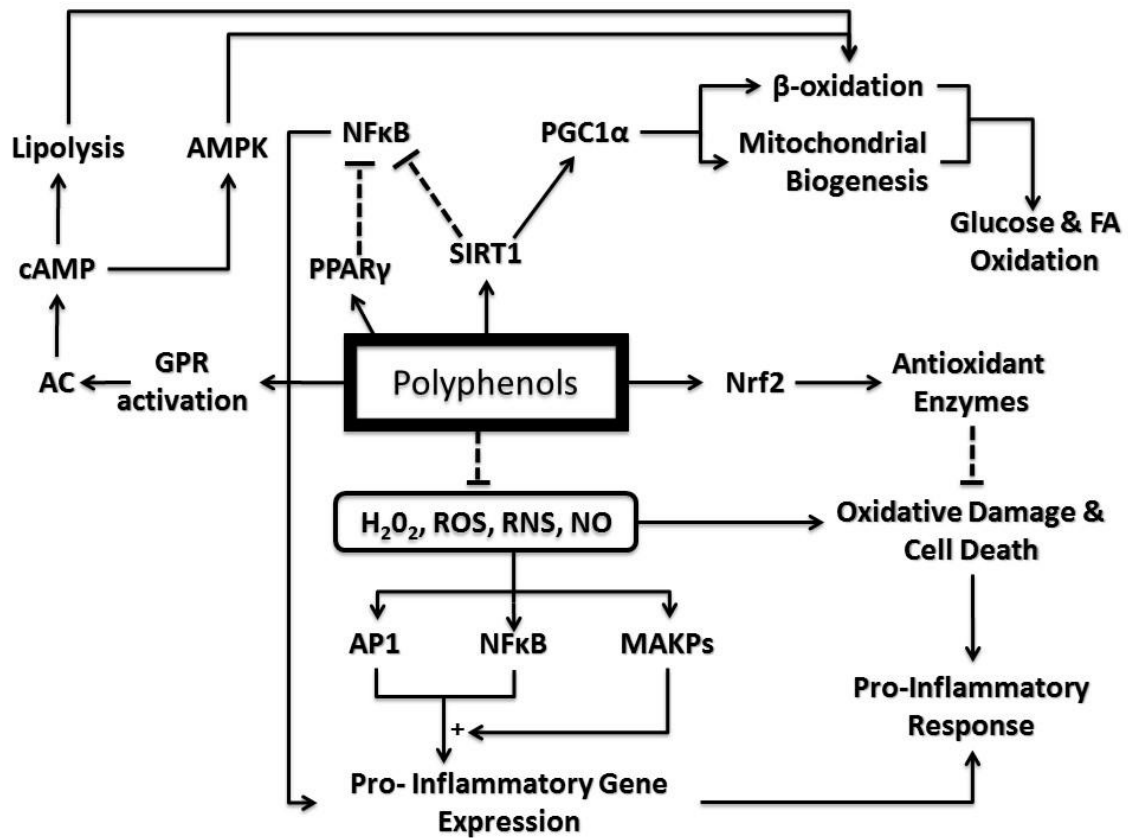 β-oxidation
NFκB
PGC1α
Lipolysis
AMPK
Mitochondrial
Biogenesis
Glucose & FA
Oxidation
SIRT1
cAMP
PPARγ
GPR
activation
AC
Polyphenols
Nrf2
Antioxidant
Enzymes
H₂0₂, ROS, RNS, NO
Oxidative Damage &
Cell Death
AP1
NFκB
MAKPs
Pro-Inflammatory
Response
+
Pro- Inflammatory Gene
Expression